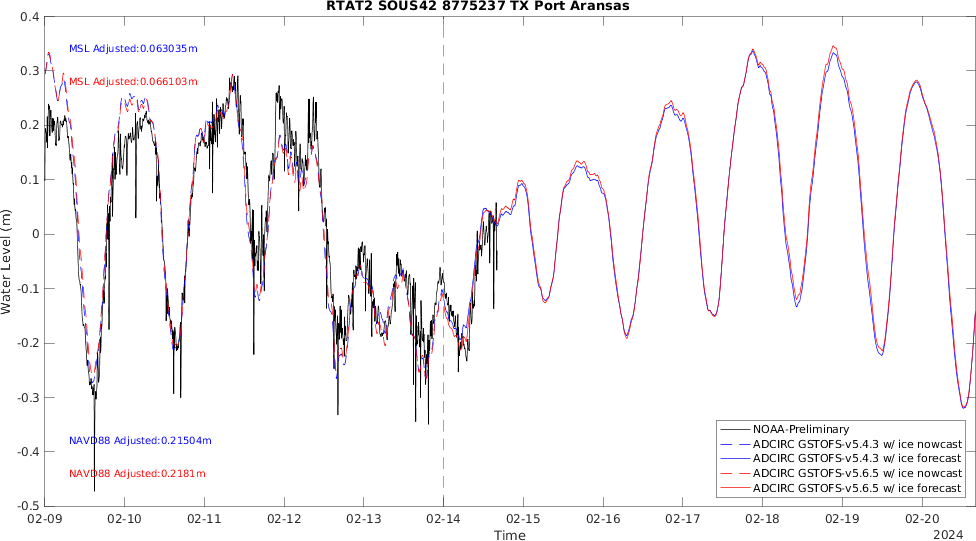 RTAT2 SOUS42 8775237 TX Port Aransas
MSL Adjusted:0.063035m
MSL Adjusted:0.066103m
NAVD88 Adjusted:0.21504m
NAVD88 Adjusted:0.2181m
Water Level (m)
0.4
0.3
0.2
0.1
0
-0.1
-0.2
-0.3
-0.4
-0.5
NOAA-Preliminary
ADCIRC GSTOFS-v5.4.3 w/ ice nowcast
ADCIRC GSTOFS-v5.4.3 w/ ice forecast
ADCIRC GSTOFS-v5.6.5 w/ ice nowcast
ADCIRC GSTOFS-v5.6.5 w/ ice forecast
02-09 02-10 02-11 02-12 02-13 02-14 02-15 02-16 02-17 02-18 02-19 02-20
Time
2024